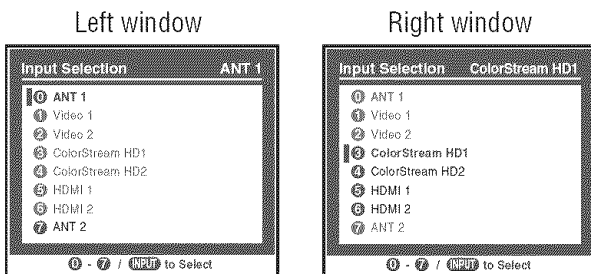 Left window
Input Selection ANT 1
0 ANT 1
1 Video 1
2 Video 2
3 ColorStream HD1
4 ColorStream HD2
5 HDMI 1
6 HDMI 2
7 ANT 2
0 - 7 / INPUT to Select
Right window
Input Selection ColorStream HD1
0 ANT 1
1 Video 1
2 Video 2
3 ColorStream HD1
4 ColorStream HD2
5 HDMI 1
6 HDMI 2
7 ANT 2
0 - 7 / INPUT to Select